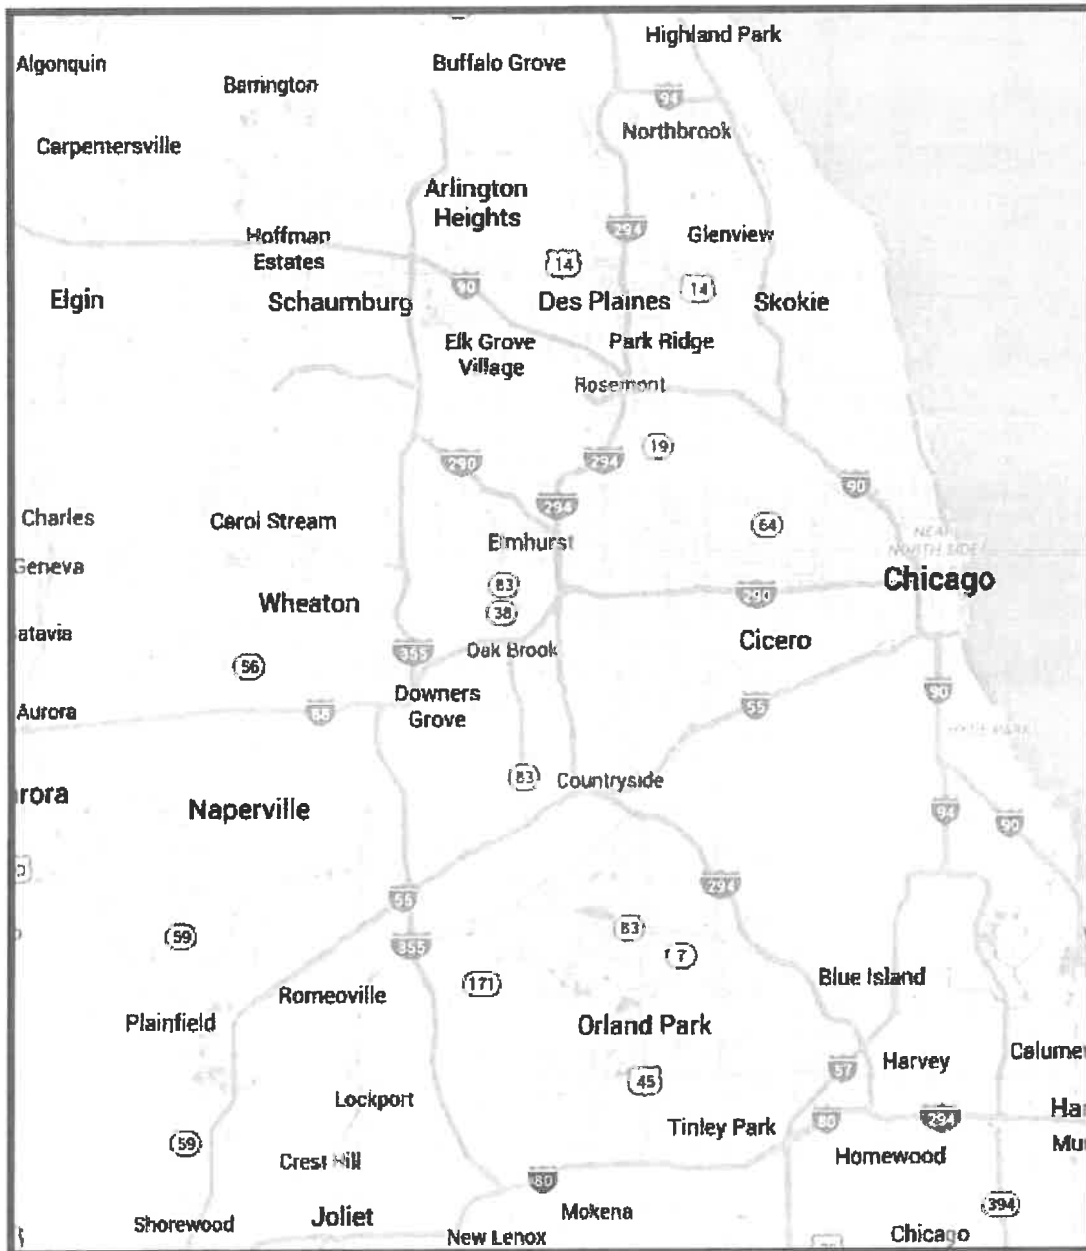 Highland Park
Algonquin
Buffalo Grove
Barrington
94
Northbrook
Carpentersville
Arlington
Heights
294
Glenview
Hoffman
Estates
14
90
14
Elgin
Schaumburg
Des Plaines
Skokie
Elk Grove
Village
Park Ridge
Rosemont
19
290
294
90
294
Charles
Carol Stream
64
Elmhurst
NEAR
NORTH SIDE
Geneva
83
Chicago
290
Wheaton
38
atavia
Cicero
355
Oak Brook
56
Downers
Grove
90
Aurora
88
55
HYDE PARK
83
Countryside
rora
Naperville
94
90
294
55
83
59
355
7
171
Blue Island
Romeoville
Plainfield
Orland Park
Calume
Harvey
57
45
Lockport
Ha
80
294
Tinley Park
59
Mu
Homewood
Crest Hill
80
394
Mokena
Joliet
Shorewood
New Lenox
Chicago